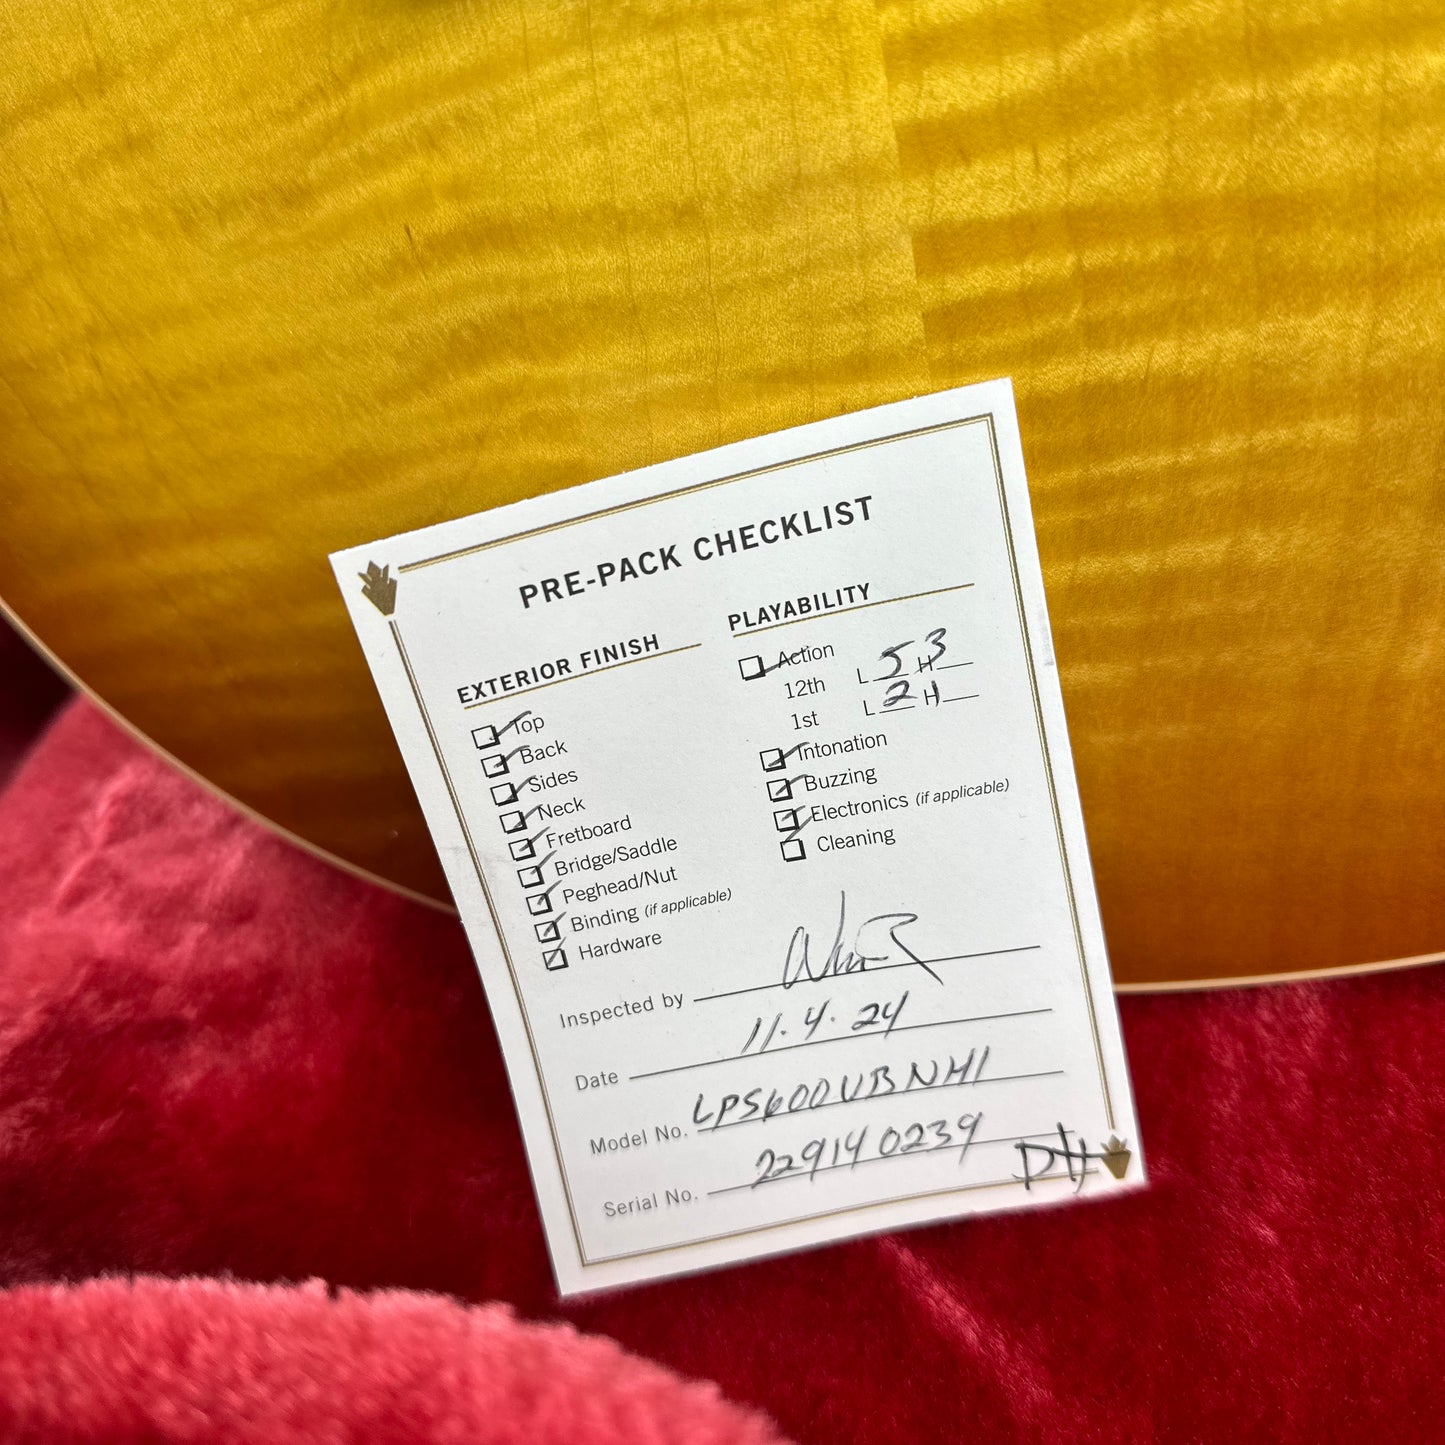 PRE-PACK CHECKLIST
EXTERIOR FINISH
Top
Back
Sides
Neck
Fretboard
Bridge/Saddle
Peghead/Nut
Binding (if applicable)
Hardware
PLAYABILITY
Action
12th L 5 H 3
1st L 2 H 1
Intonation
Buzzing
Electronics (if applicable)
Cleaning
Inspected by
Date 11.4.24
Model No. LPS600UBNH1
Serial No. 229140239
DH